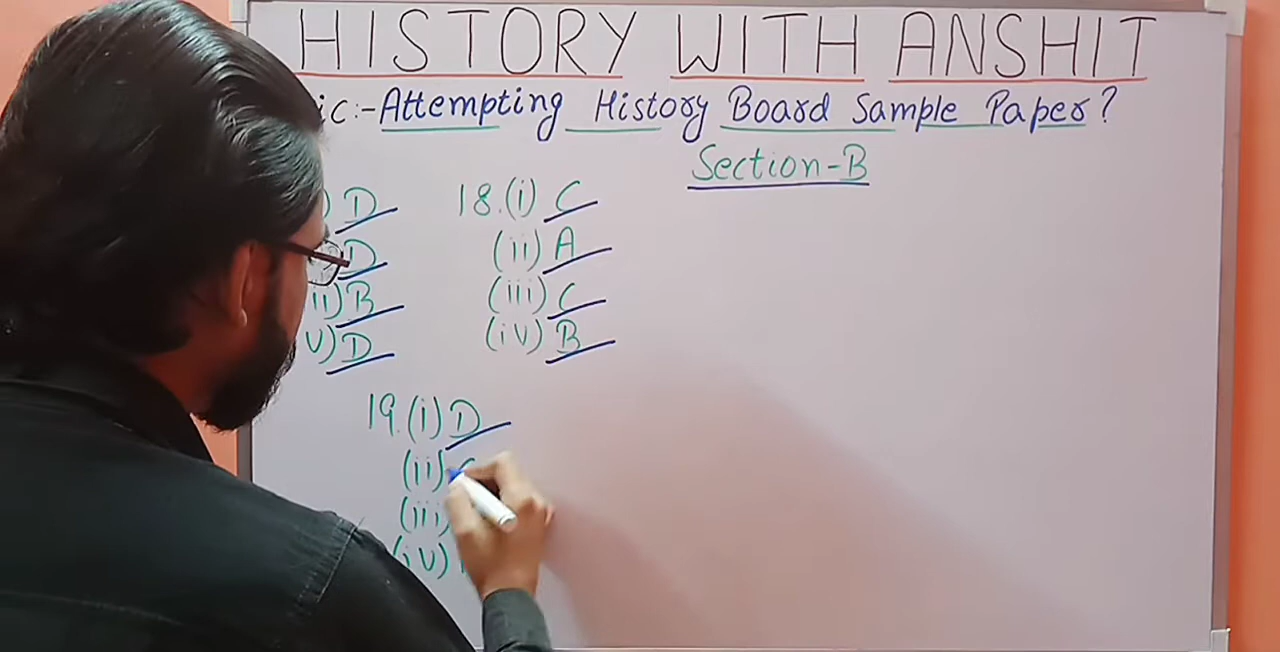 HISTORY WITH ANSHIT
ic:- Attempting History Board Sample Paper?
Section-B
) D
D
ii) B
V) D
18. (i) C
(ii) A
(iii) C
(iv) B
19. (i) D
(ii)
(iii)
(iv)